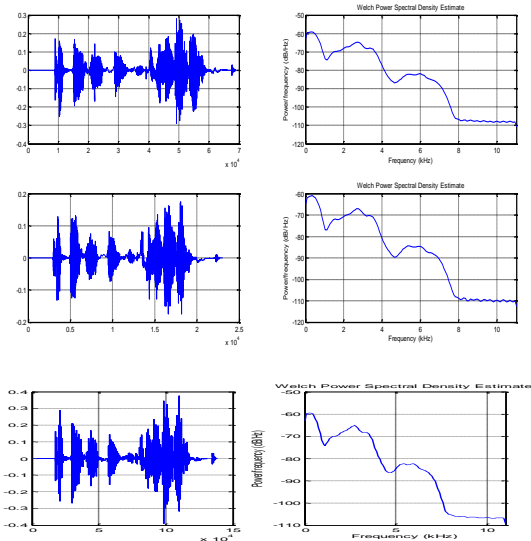 Welch Power Spectral Density Estimate
0.3
0.2
0.1
0
-0.1
-0.2
-0.3
-0.4
0 1 2 3 4 5 6 7
x 10^4
Power/frequency (dB/Hz)
-50
-60
-70
-80
-90
-100
-110
-120
0 2 4 6 8 10
Frequency (kHz)
Welch Power Spectral Density Estimate
0.2
0.1
0
-0.1
-0.2
0 0.5 1 1.5 2 2.5
x 10^4
Power/frequency (dB/Hz)
-60
-70
-80
-90
-100
-110
-120
0 2 4 6 8 10
Frequency (kHz)
Welch Power Spectral Density Estimate
0.4
0.3
0.2
0.1
0
-0.1
-0.2
-0.3
-0.4
0 5 10 15
x 10^4
Power/frequency (dB/Hz)
-50
-60
-70
-80
-90
-100
-110
0 5 10
Frequency (kHz)